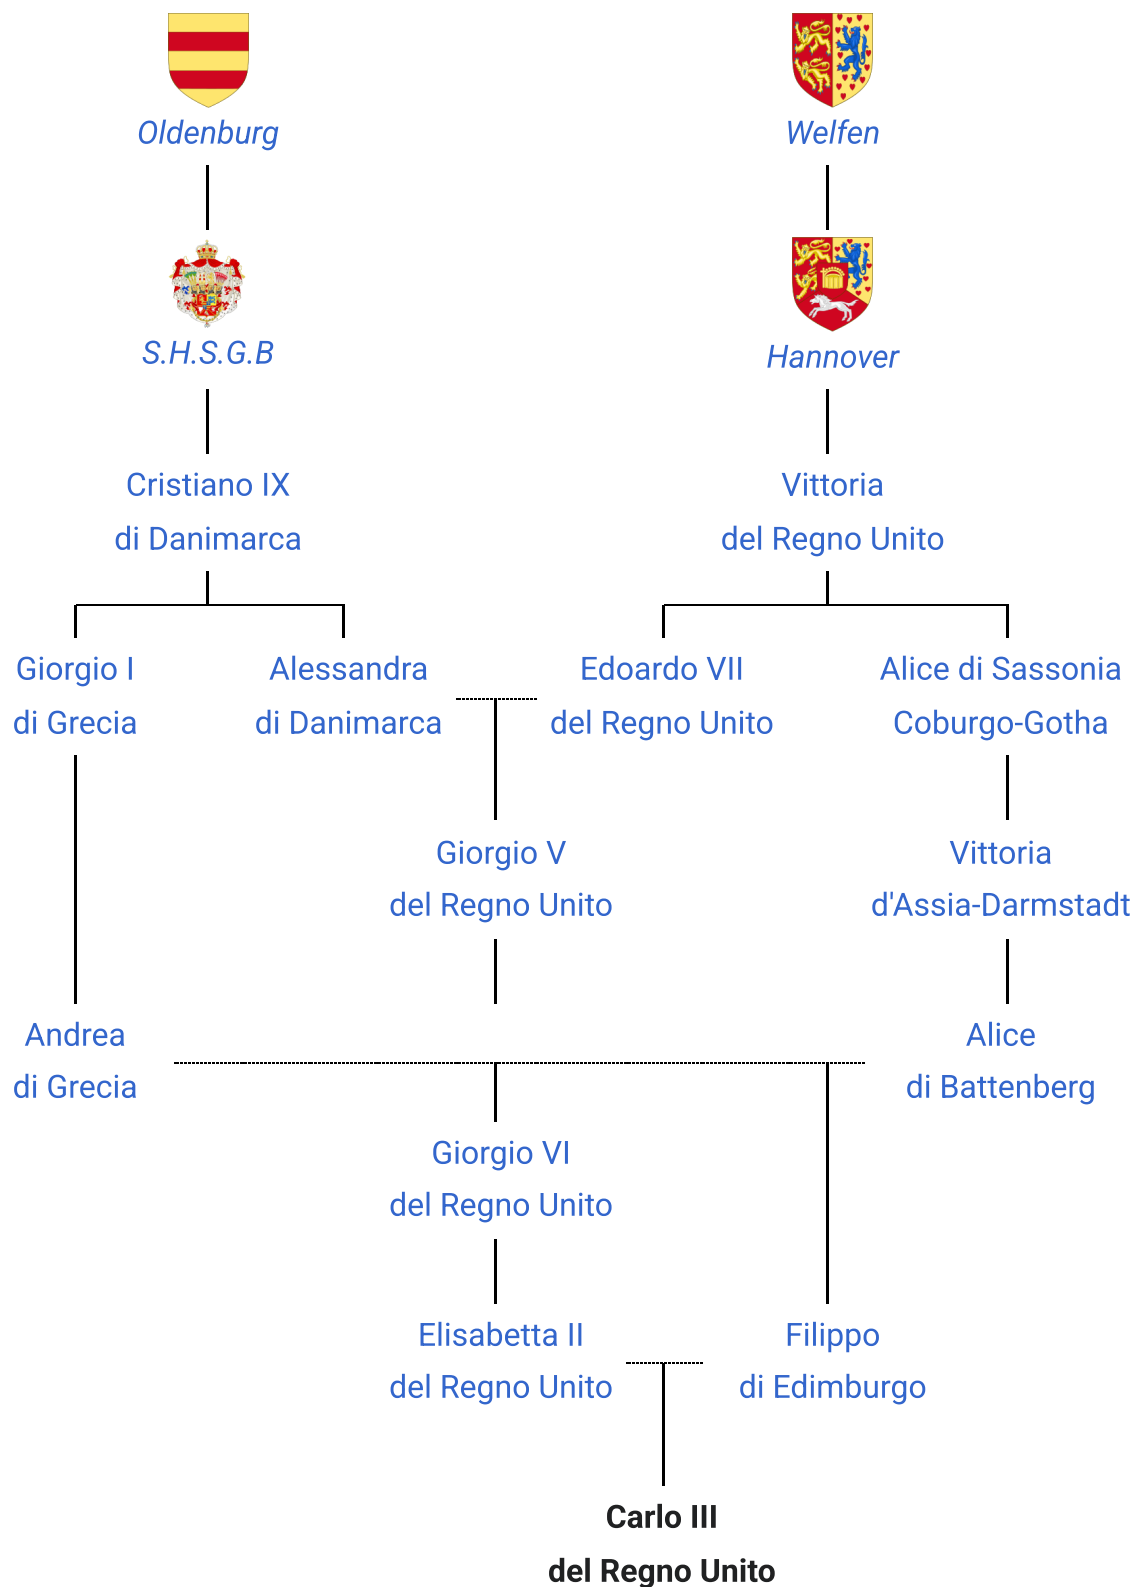 Oldenburg
Welfen
S.H.S.G.B
Hannover
Cristiano IX
di Danimarca
Vittoria
del Regno Unito
Giorgio I
di Grecia
Alessandra
di Danimarca
Edoardo VII
del Regno Unito
Alice di Sassonia
Coburgo-Gotha
Giorgio V
del Regno Unito
Vittoria
d'Assia-Darmstadt
Andrea
di Grecia
Alice
di Battenberg
Giorgio VI
del Regno Unito
Elisabetta II
del Regno Unito
Filippo
di Edimburgo
Carlo III
del Regno Unito